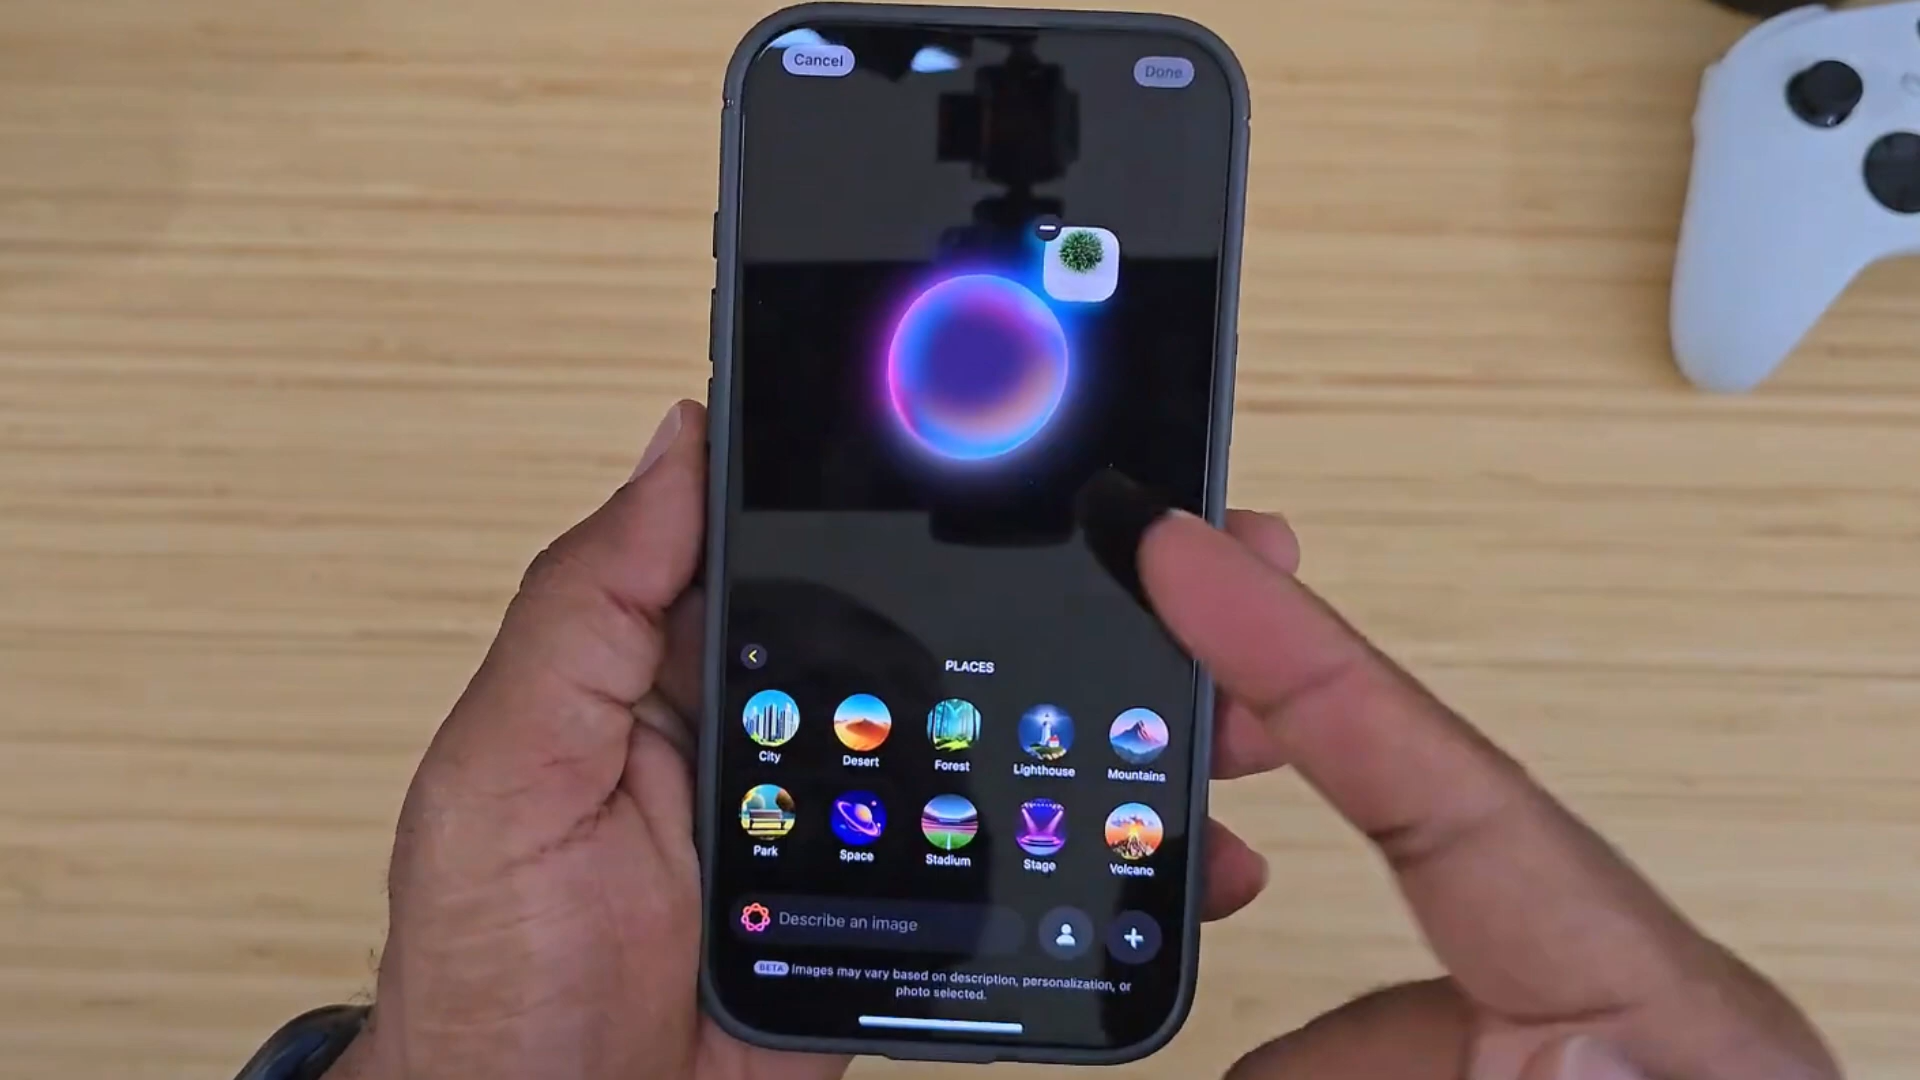 Cancel
Done
PLACES
City
Desert
Forest
Lighthouse
Mountains
Park
Space
Stadium
Stage
Volcano
Describe an image
BETA Images may vary based on description, personalization, or
photo selected.